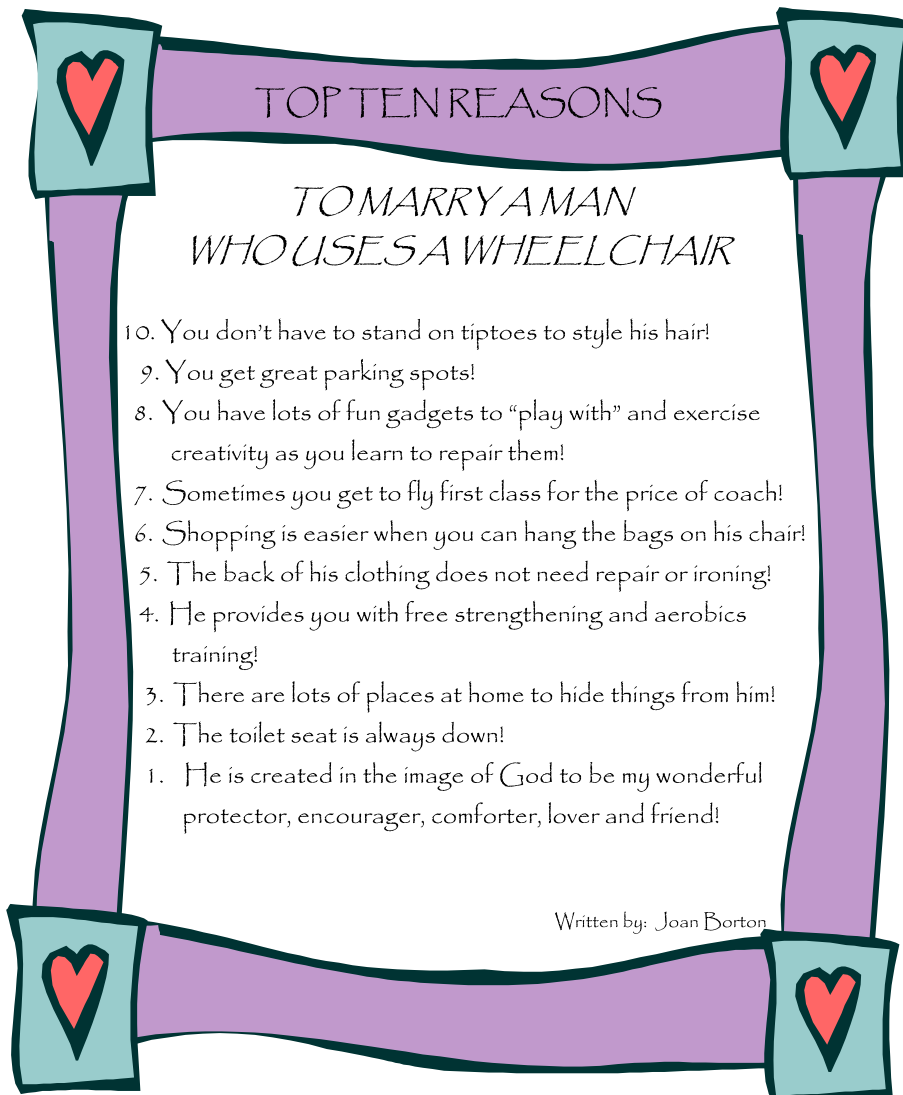 TOP TEN REASONS
TO MARRY A MAN
WHO USES A WHEELCHAIR
10. You don't have to stand on tiptoes to style his hair!
9. You get great parking spots!
8. You have lots of fun gadgets to “play with” and exercise
creativity as you learn to repair them!
7. Sometimes you get to fly first class for the price of coach!
6. Shopping is easier when you can hang the bags on his chair!
5. The back of his clothing does not need repair or ironing!
4. He provides you with free strengthening and aerobics
training!
3. There are lots of places at home to hide things from him!
2. The toilet seat is always down!
1. He is created in the image of God to be my wonderful
protector, encourager, comforter, lover and friend!
Written by: Joan Borton